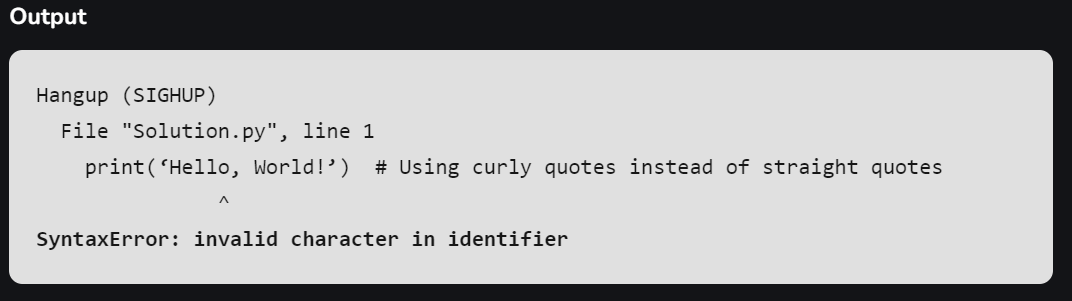 Output
Hangup (SIGHUP)
  File "Solution.py", line 1
    print(‘Hello, World!’)  # Using curly quotes instead of straight quotes
               ^
SyntaxError: invalid character in identifier